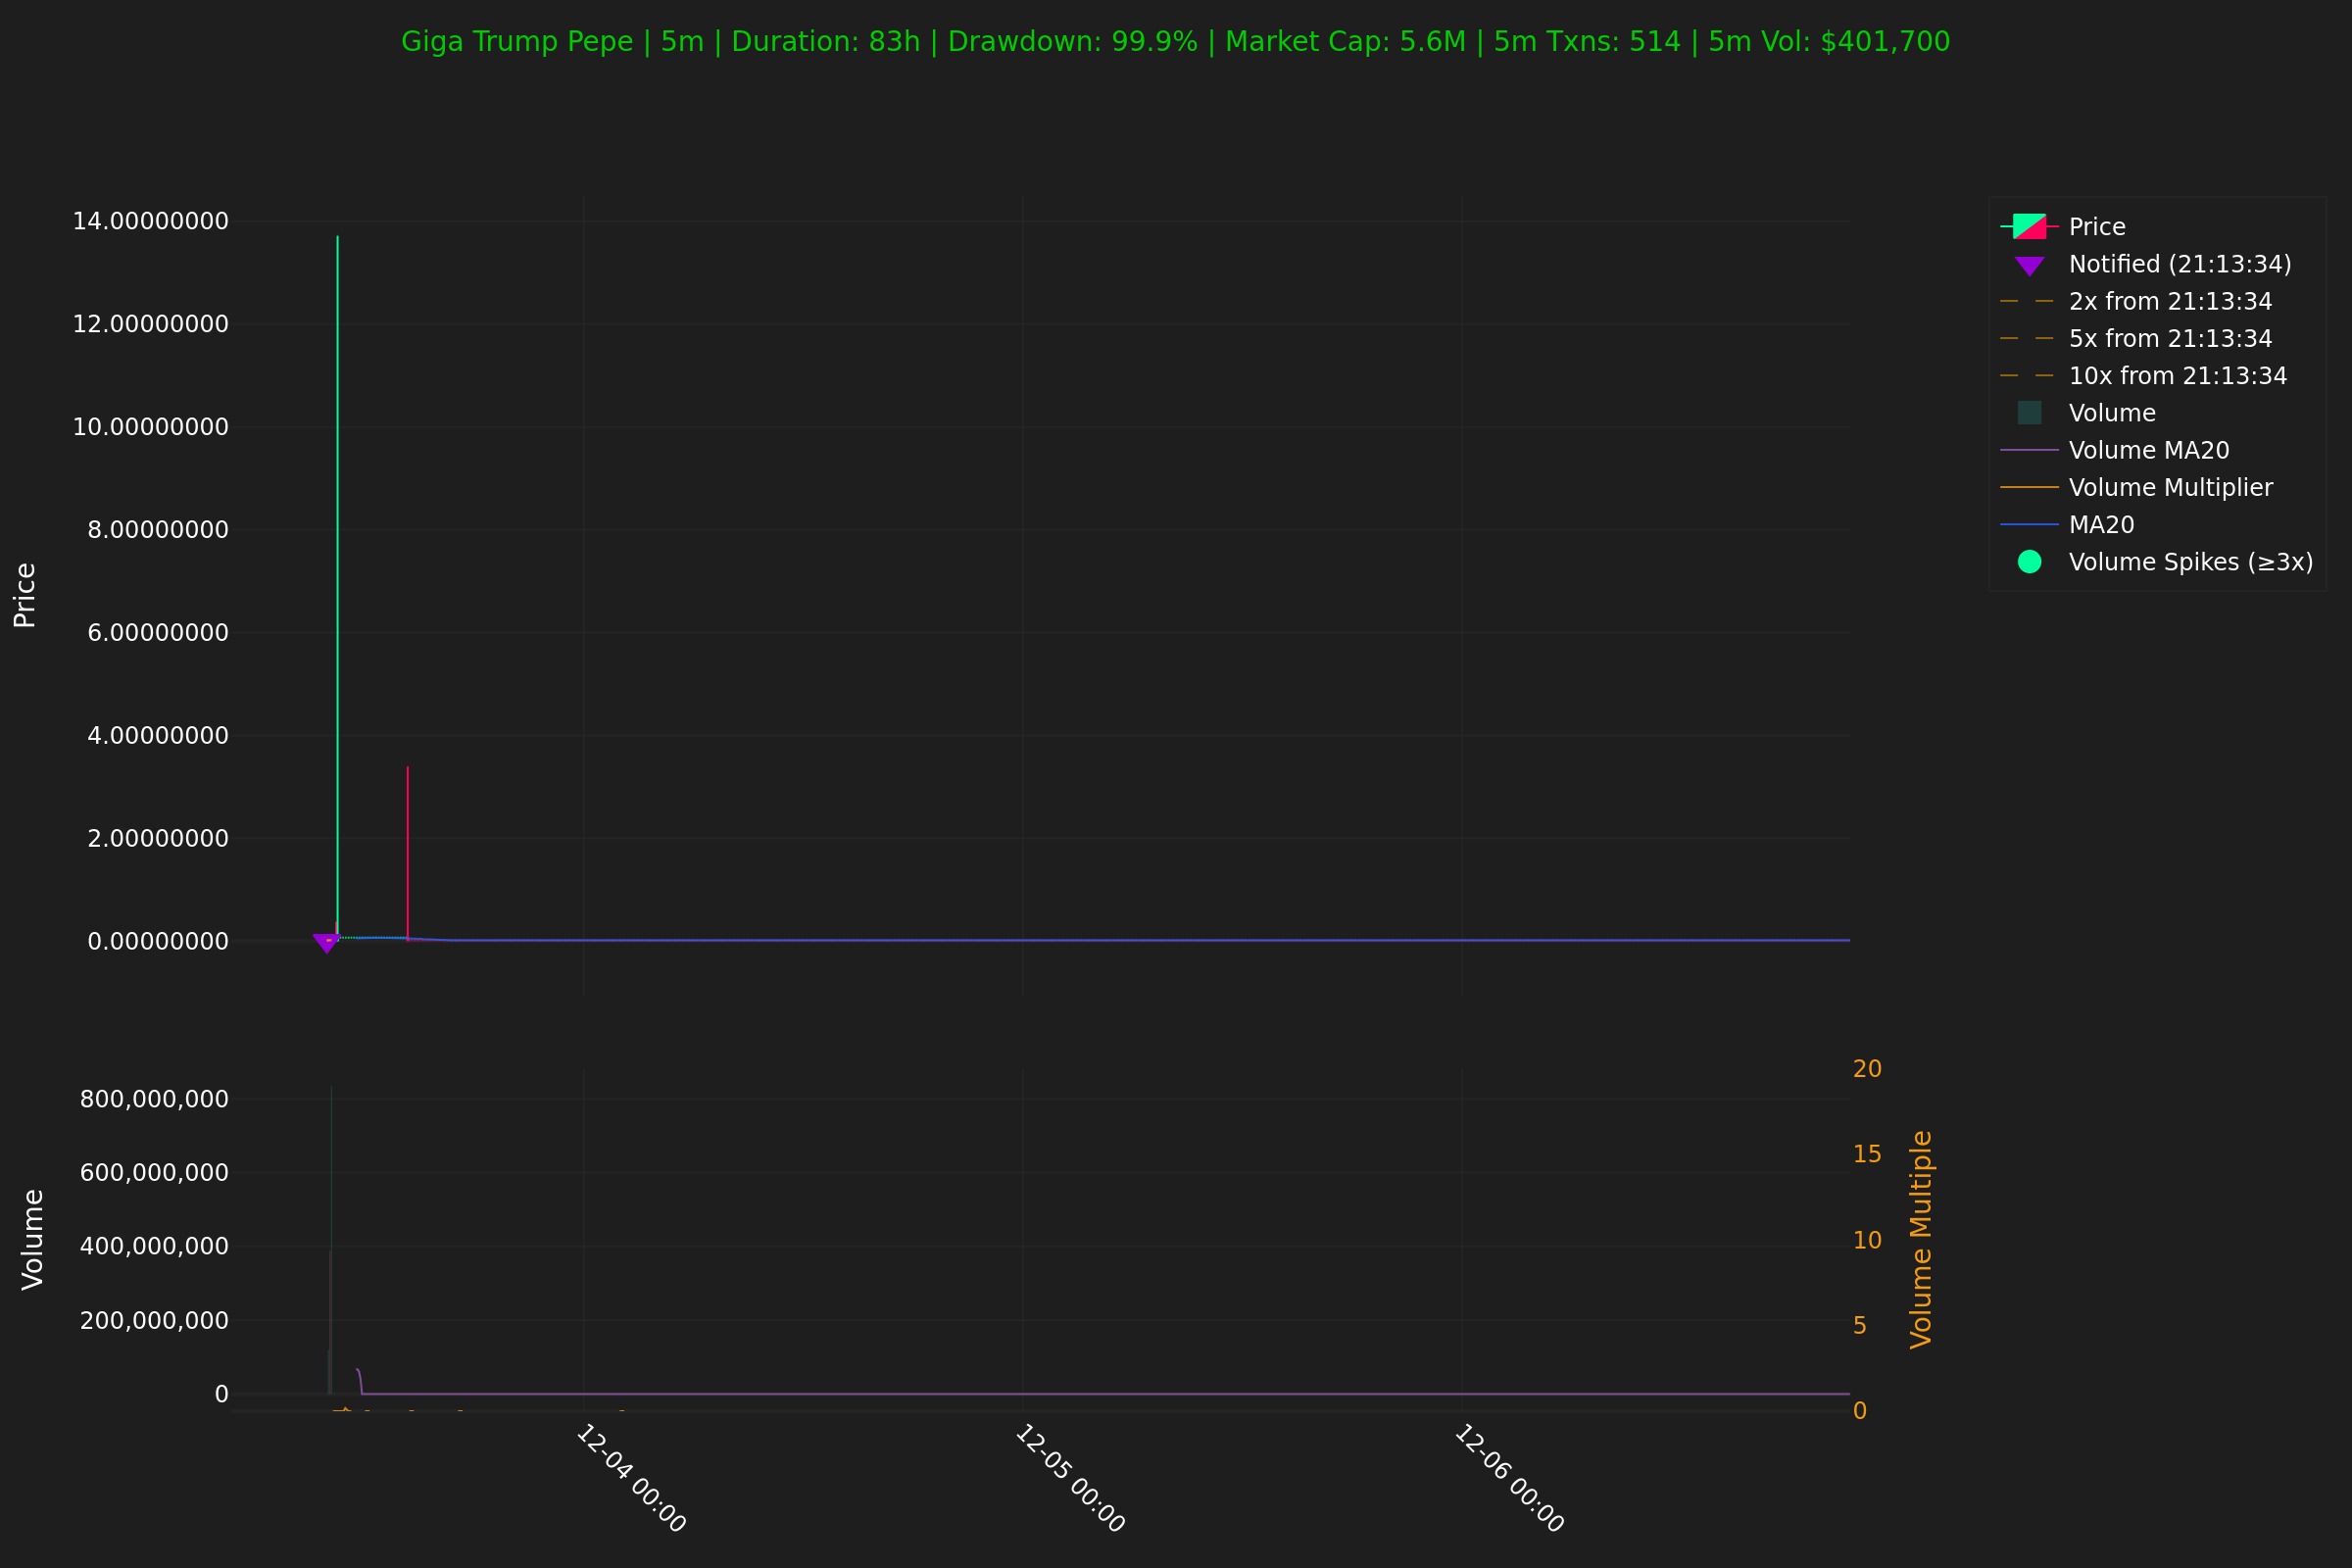 Giga Trump Pepe | 5m | Duration: 83h | Drawdown: 99.9% | Market Cap: 5.6M | 5m Txns: 514 | 5m Vol: $401,700
14.00000000
12.00000000
10.00000000
8.00000000
6.00000000
4.00000000
2.00000000
0.00000000
Price
Price
Notified (21:13:34)
2x from 21:13:34
5x from 21:13:34
10x from 21:13:34
Volume
Volume MA20
Volume Multiplier
MA20
Volume Spikes (≥3x)
800,000,000
600,000,000
400,000,000
200,000,000
0
Volume
20
15
10
5
0
Volume Multiple
12-04 00:00
12-05 00:00
12-06 00:00